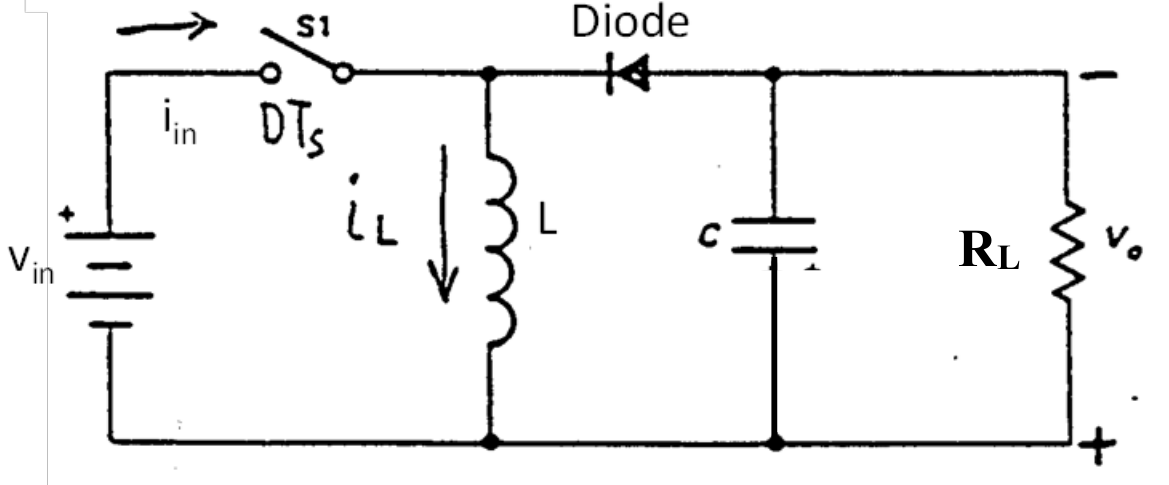 Diode
S1
−
i_in
DT_S
+
i_L
L
C
+
R_L
V_o
V_in
+